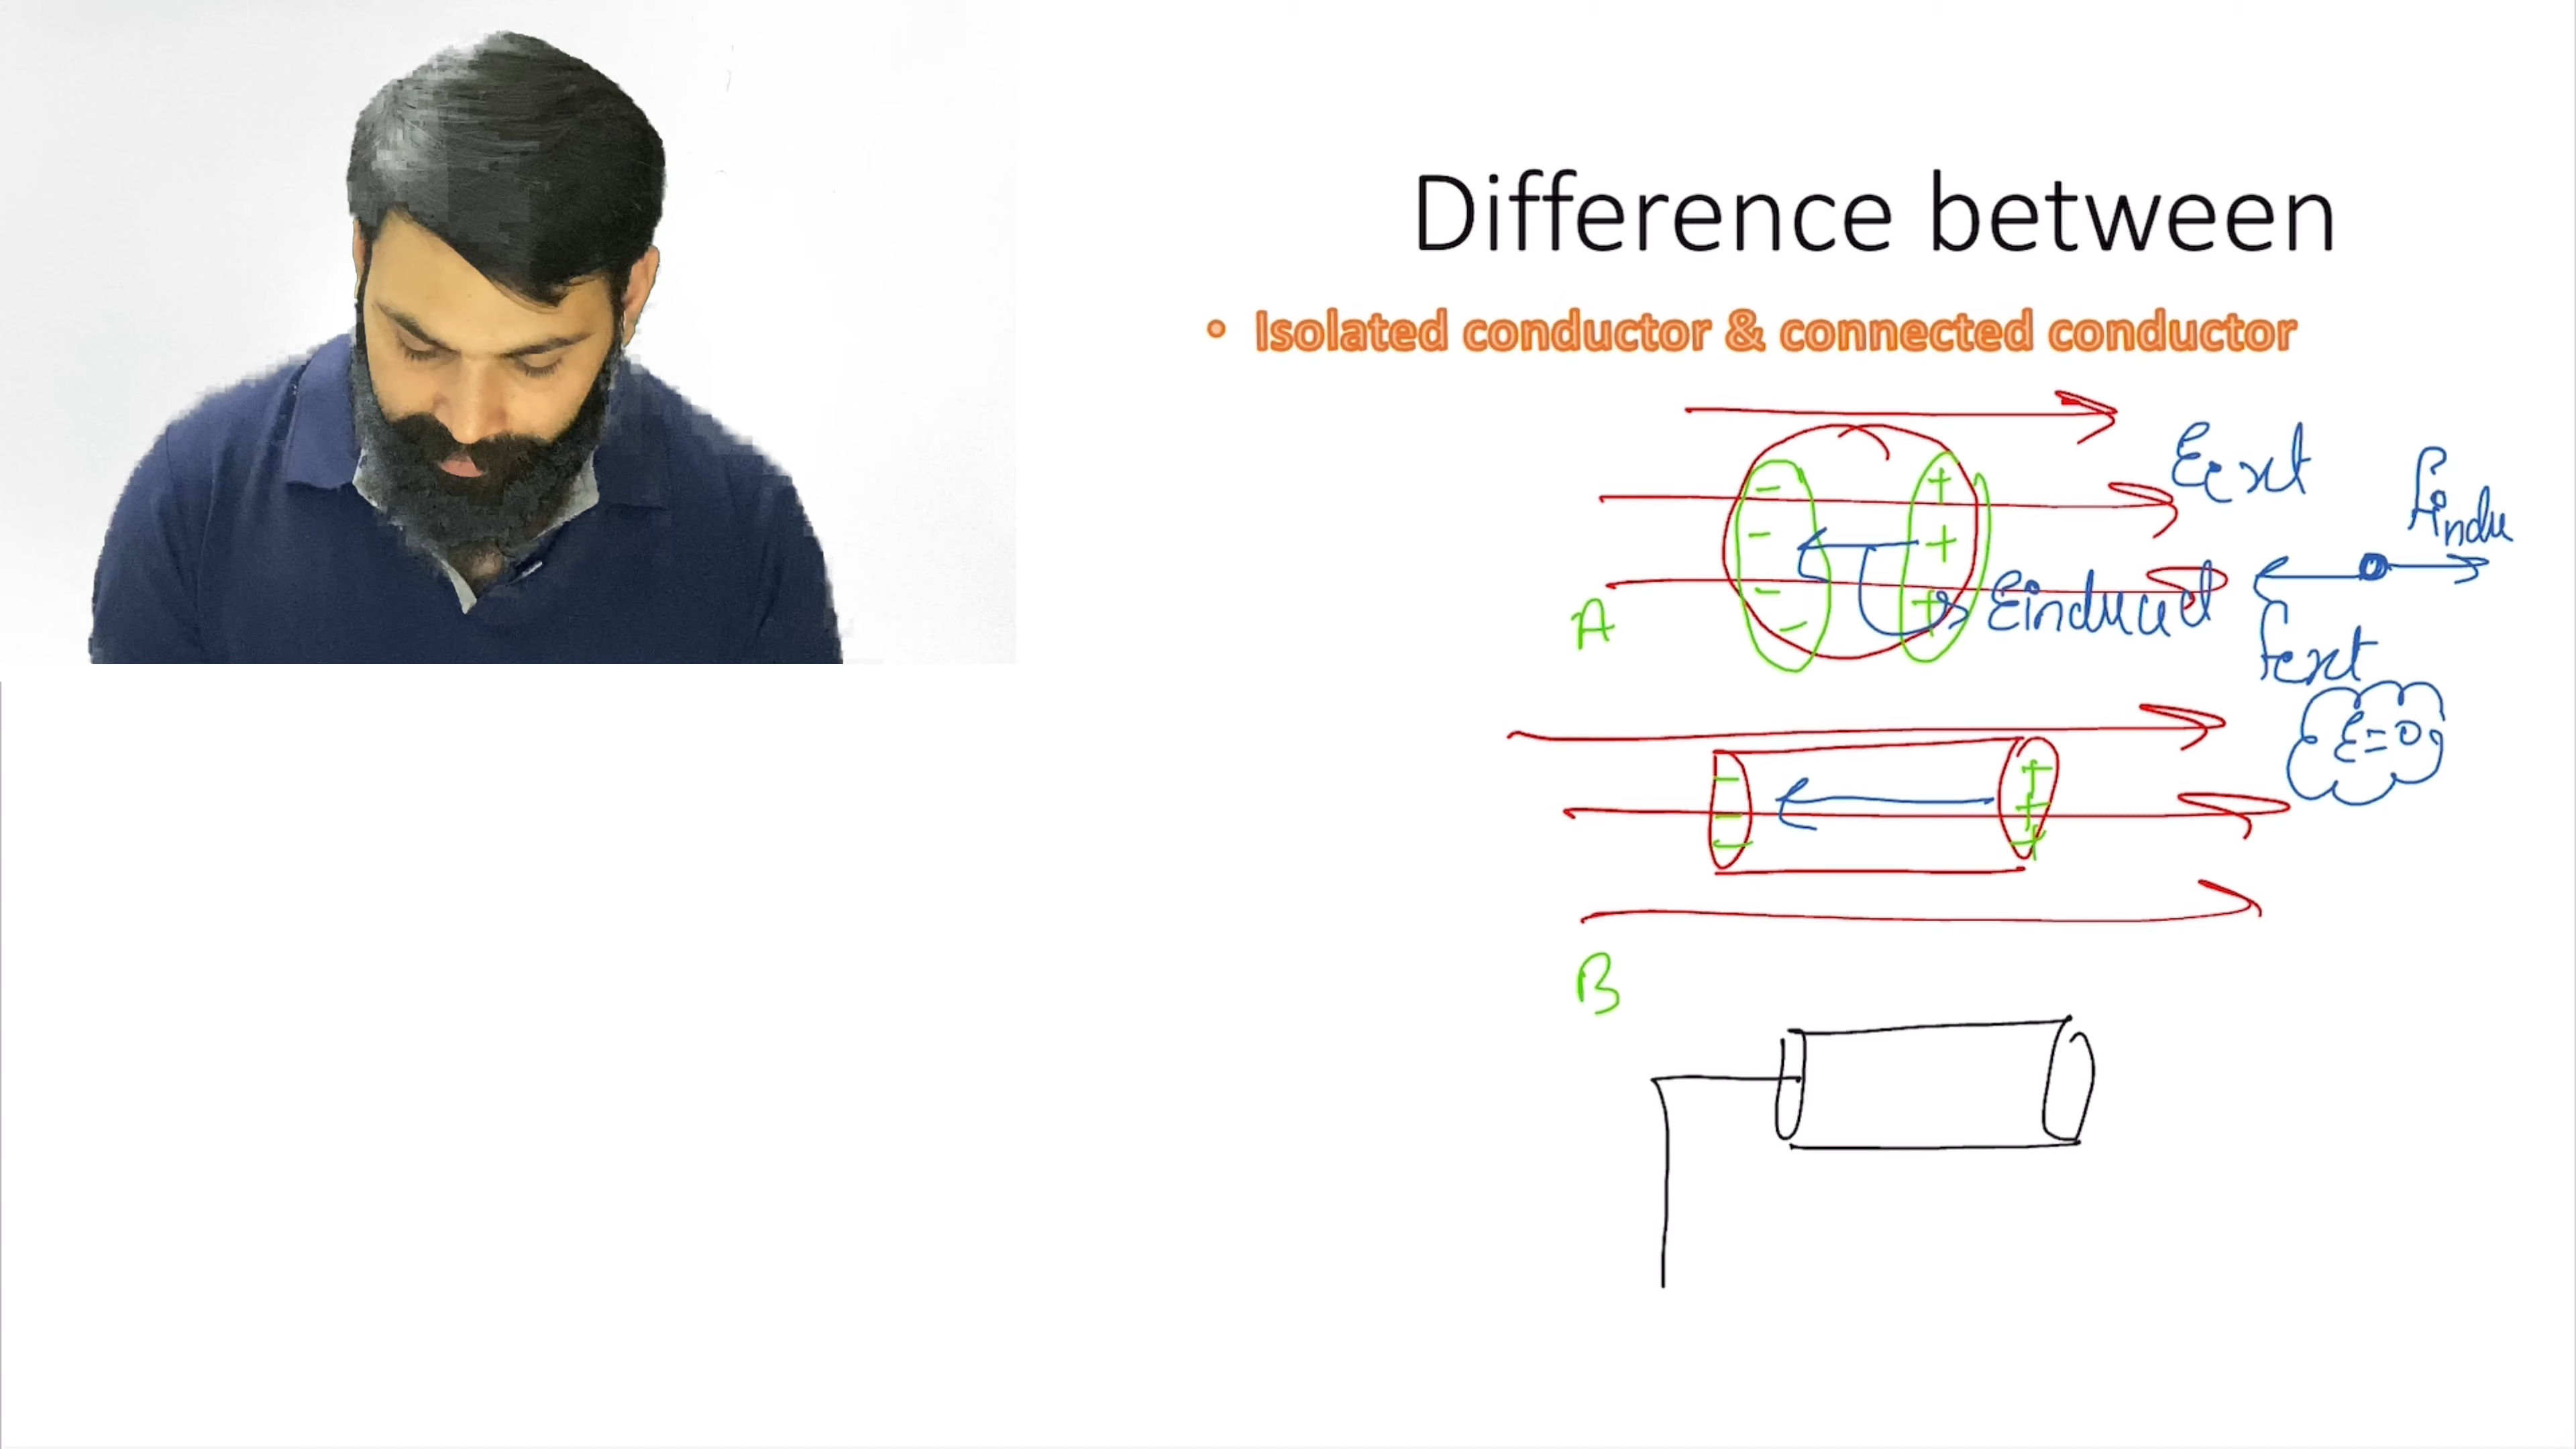 Difference between
• Isolated conductor & connected conductor
Eext
- +
Findu
- +
A - + Einduced
-
Fext
E=0
- +
- +
- +
B